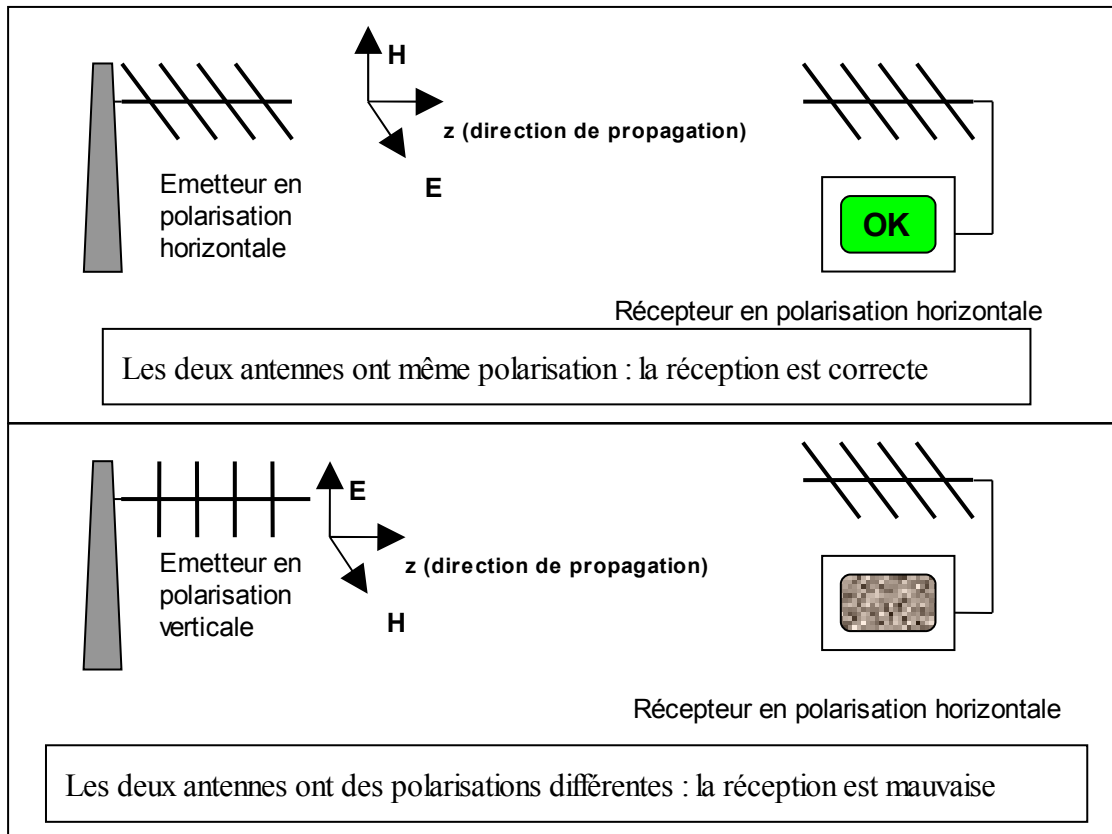 H
z (direction de propagation)
E
Emetteur en
polarisation
horizontale
OK
Récepteur en polarisation horizontale
Les deux antennes ont même polarisation : la réception est correcte
E
z (direction de propagation)
H
Emetteur en
polarisation
verticale
Récepteur en polarisation horizontale
Les deux antennes ont des polarisations différentes : la réception est mauvaise